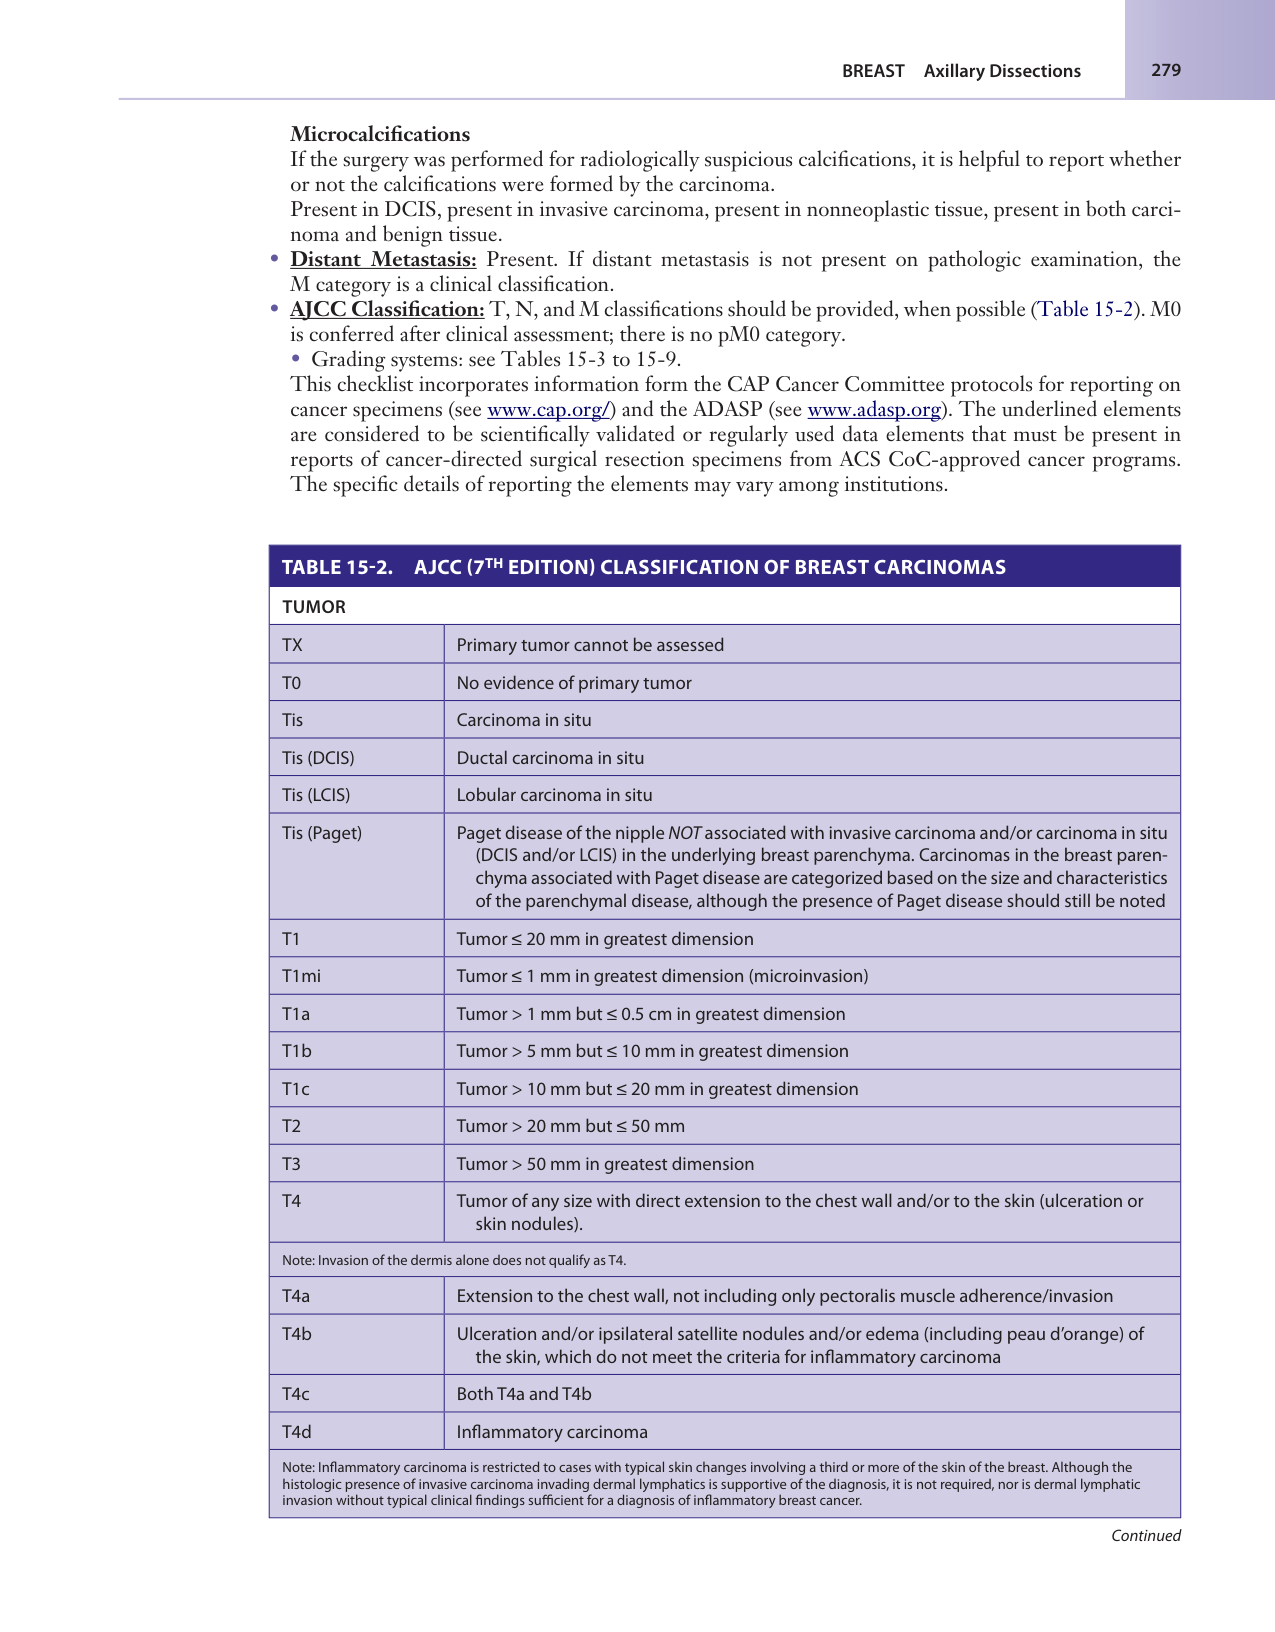 BREAST Axillary Dissections 279
Microcalcifications
If the surgery was performed for radiologically suspicious calcifications, it is helpful to report whether
or not the calcifications were formed by the carcinoma.
Present in DCIS, present in invasive carcinoma, present in nonneoplastic tissue, present in both carci-
noma and benign tissue.
• Distant Metastasis: Present. If distant metastasis is not present on pathologic examination, the
M category is a clinical classification.
• AJCC Classification: T, N, and M classifications should be provided, when possible (Table 15-2). M0
is conferred after clinical assessment; there is no pM0 category.
• Grading systems: see Tables 15-3 to 15-9.
This checklist incorporates information form the CAP Cancer Committee protocols for reporting on
cancer specimens (see www.cap.org/) and the ADASP (see www.adasp.org). The underlined elements
are considered to be scientifically validated or regularly used data elements that must be present in
reports of cancer-directed surgical resection specimens from ACS CoC-approved cancer programs.
The specific details of reporting the elements may vary among institutions.
TABLE 15-2. AJCC (7TH EDITION) CLASSIFICATION OF BREAST CARCINOMAS
TUMOR
TX Primary tumor cannot be assessed
T0 No evidence of primary tumor
Tis Carcinoma in situ
Tis (DCIS) Ductal carcinoma in situ
Tis (LCIS) Lobular carcinoma in situ
Tis (Paget) Paget disease of the nipple NOT associated with invasive carcinoma and/or carcinoma in situ
(DCIS and/or LCIS) in the underlying breast parenchyma. Carcinomas in the breast paren-
chyma associated with Paget disease are categorized based on the size and characteristics
of the parenchymal disease, although the presence of Paget disease should still be noted
T1 Tumor ≤ 20 mm in greatest dimension
T1mi Tumor ≤ 1 mm in greatest dimension (microinvasion)
T1a Tumor > 1 mm but ≤ 0.5 cm in greatest dimension
T1b Tumor > 5 mm but ≤ 10 mm in greatest dimension
T1c Tumor > 10 mm but ≤ 20 mm in greatest dimension
T2 Tumor > 20 mm but ≤ 50 mm
T3 Tumor > 50 mm in greatest dimension
T4 Tumor of any size with direct extension to the chest wall and/or to the skin (ulceration or
skin nodules).
Note: Invasion of the dermis alone does not qualify as T4.
T4a Extension to the chest wall, not including only pectoralis muscle adherence/invasion
T4b Ulceration and/or ipsilateral satellite nodules and/or edema (including peau d’orange) of
the skin, which do not meet the criteria for inflammatory carcinoma
T4c Both T4a and T4b
T4d Inflammatory carcinoma
Note: Inflammatory carcinoma is restricted to cases with typical skin changes involving a third or more of the skin of the breast. Although the
histologic presence of invasive carcinoma invading dermal lymphatics is supportive of the diagnosis, it is not required, nor is dermal lymphatic
invasion without typical clinical findings sufficient for a diagnosis of inflammatory breast cancer.
Continued